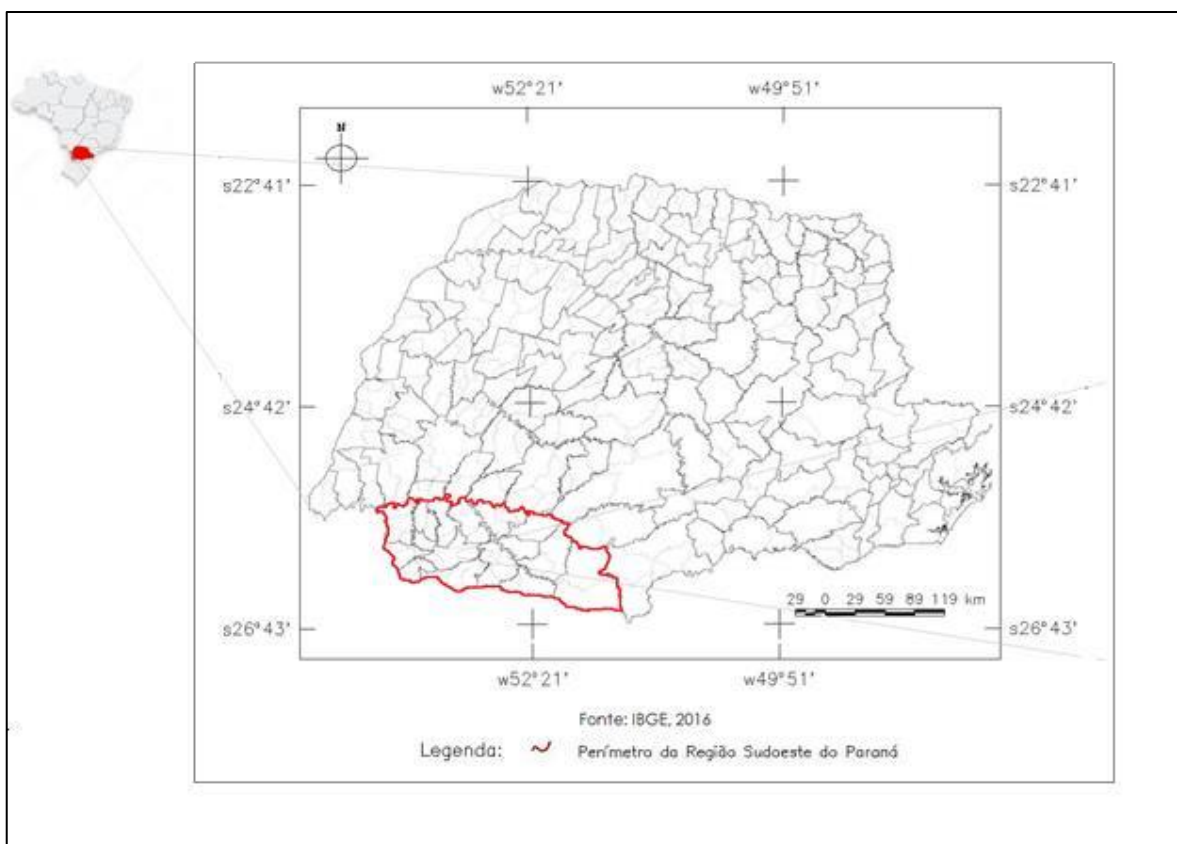 w52°21' w49°51'
N
s22°41' s22°41'
s24°42' s24°42'
29 0 29 59 89 119 km
s26°43' s26°43'
w52°21' w49°51'
Fonte: IBGE, 2016
Legenda: Perímetro da Região Sudoeste do Paraná